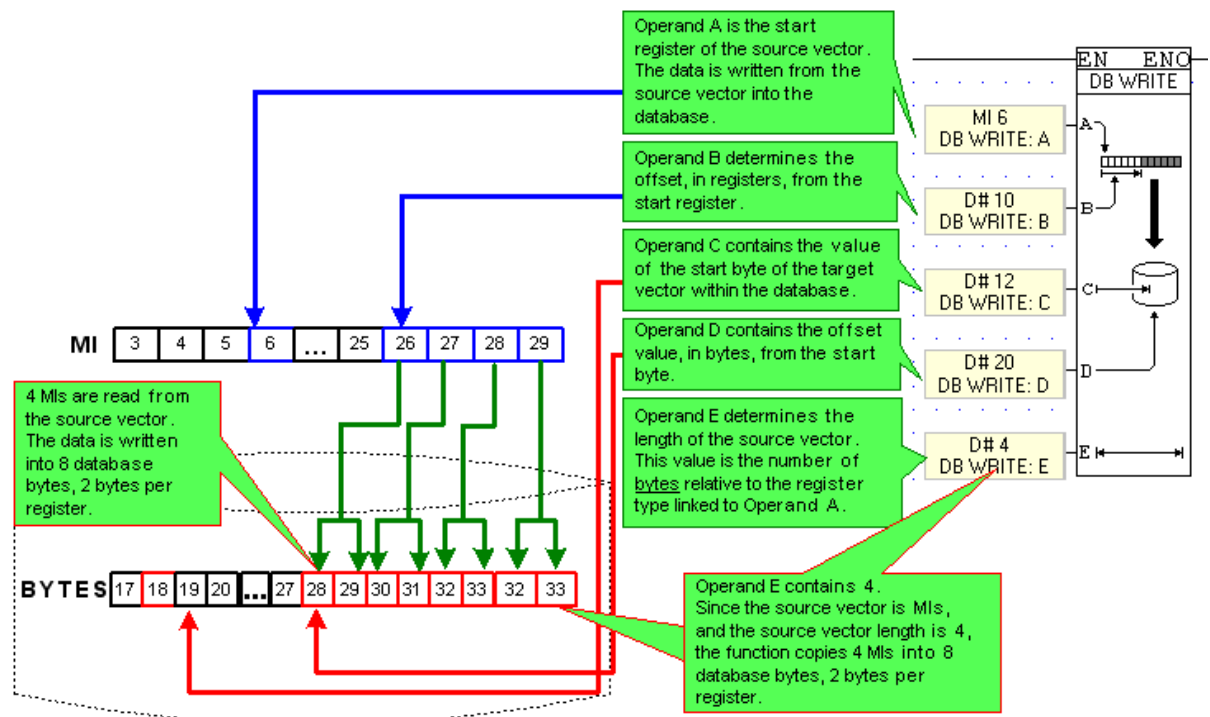 Operand A is the start
register of the source vector.
The data is written from the
source vector into the
database.
Operand B determines the
offset, in registers, from the
start register.
Operand C contains the value
of the start byte of the target
vector within the database.
Operand D contains the offset
value, in bytes, from the start
byte.
Operand E determines the
length of the source vector.
This value is the number of
bytes relative to the register
type linked to Operand A.
EN ENO
DB WRITE
MI 6
DB WRITE: A
A
D# 10
DB WRITE: B
B
D# 12
DB WRITE: C
C
D# 20
DB WRITE: D
D
D# 4
DB WRITE: E
E
MI 3 4 5 6 ... 25 26 27 28 29
4 MIs are read from
the source vector.
The data is written
into 8 database
bytes, 2 bytes per
register.
BYTES 17 18 19 20 ... 27 28 29 30 31 32 33 32 33
Operand E contains 4.
Since the source vector is MIs,
and the source vector length is 4,
the function copies 4 MIs into 8
database bytes, 2 bytes per
register.